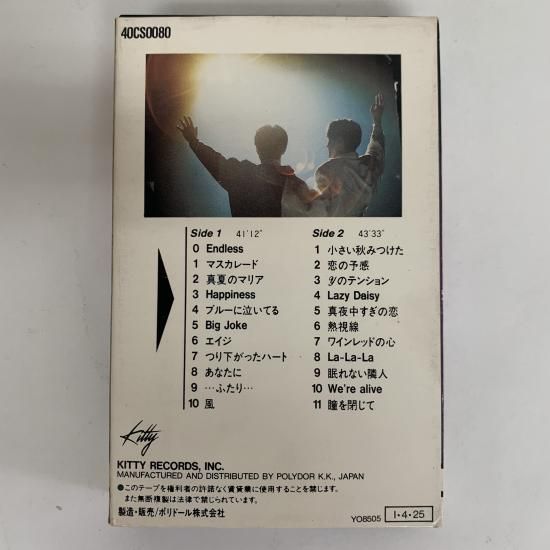 40CS0080
Side 1 41'12"
0 Endless
1 マスカレード
2 真夏のマリア
3 Happiness
4 ブルーに泣いてる
5 Big Joke
6 エイジ
7 つり下がったハート
8 あなたに
9 …ふたり…
10 風
Side 2 43'33"
1 小さい秋みつけた
2 恋の予感
3 yのテンション
4 Lazy Daisy
5 真夜中すぎの恋
6 熱視線
7 ワインレッドの心
8 La-La-La
9 眠れない隣人
10 We're alive
11 瞳を閉じて
Kitty
KITTY RECORDS, INC.
MANUFACTURED AND DISTRIBUTED BY POLYDOR K.K., JAPAN
●このテープを権利者の許諾なく賃貸業に使用することを禁じます。
また無断複製は法律で禁じられています。
製造・販売/ポリドール株式会社
YO8505 I・4・25